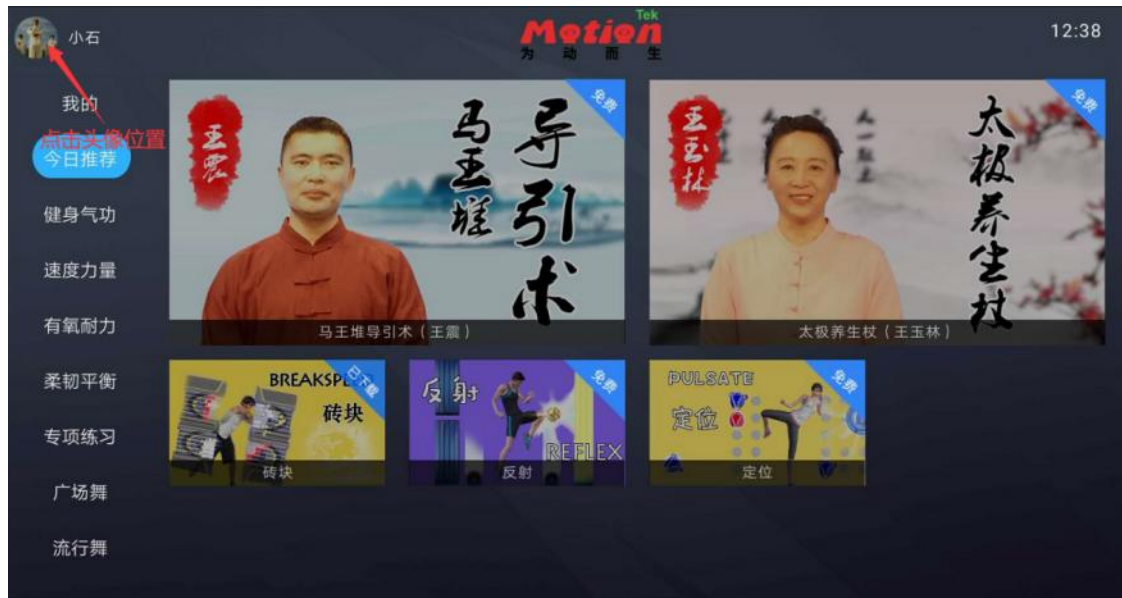 小石
Motion Tek
为动而生
12:38
我的
点击头像位置
今日推荐
健身气功
速度力量
有氧耐力
柔韧平衡
专项练习
广场舞
流行舞
免费
王震
马王堆
导引术
马王堆导引术（王震）
免费
王玉林
太极养生杖
太极养生杖（王玉林）
已下载
砖块
砖块
免费
反射
REFLEX
反射
免费
PULSATE
定位
定位